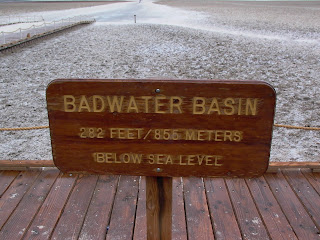 BADWATER BASIN
282 FEET/855 METERS
BELOW SEA LEVEL